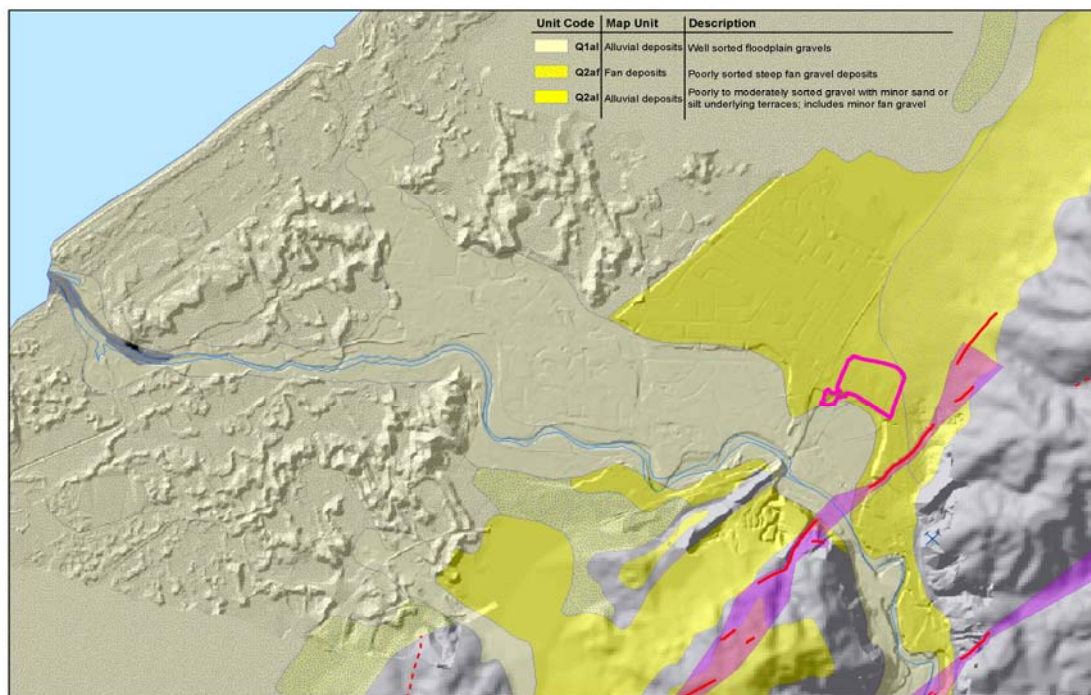 Unit Code Map Unit Description
Q1al Alluvial deposits Well sorted floodplain gravels
Q2af Fan deposits Poorly sorted steep fan gravel deposits
Q2al Alluvial deposits Poorly to moderately sorted gravel with minor sand or
silt underlying terraces; includes minor fan gravel